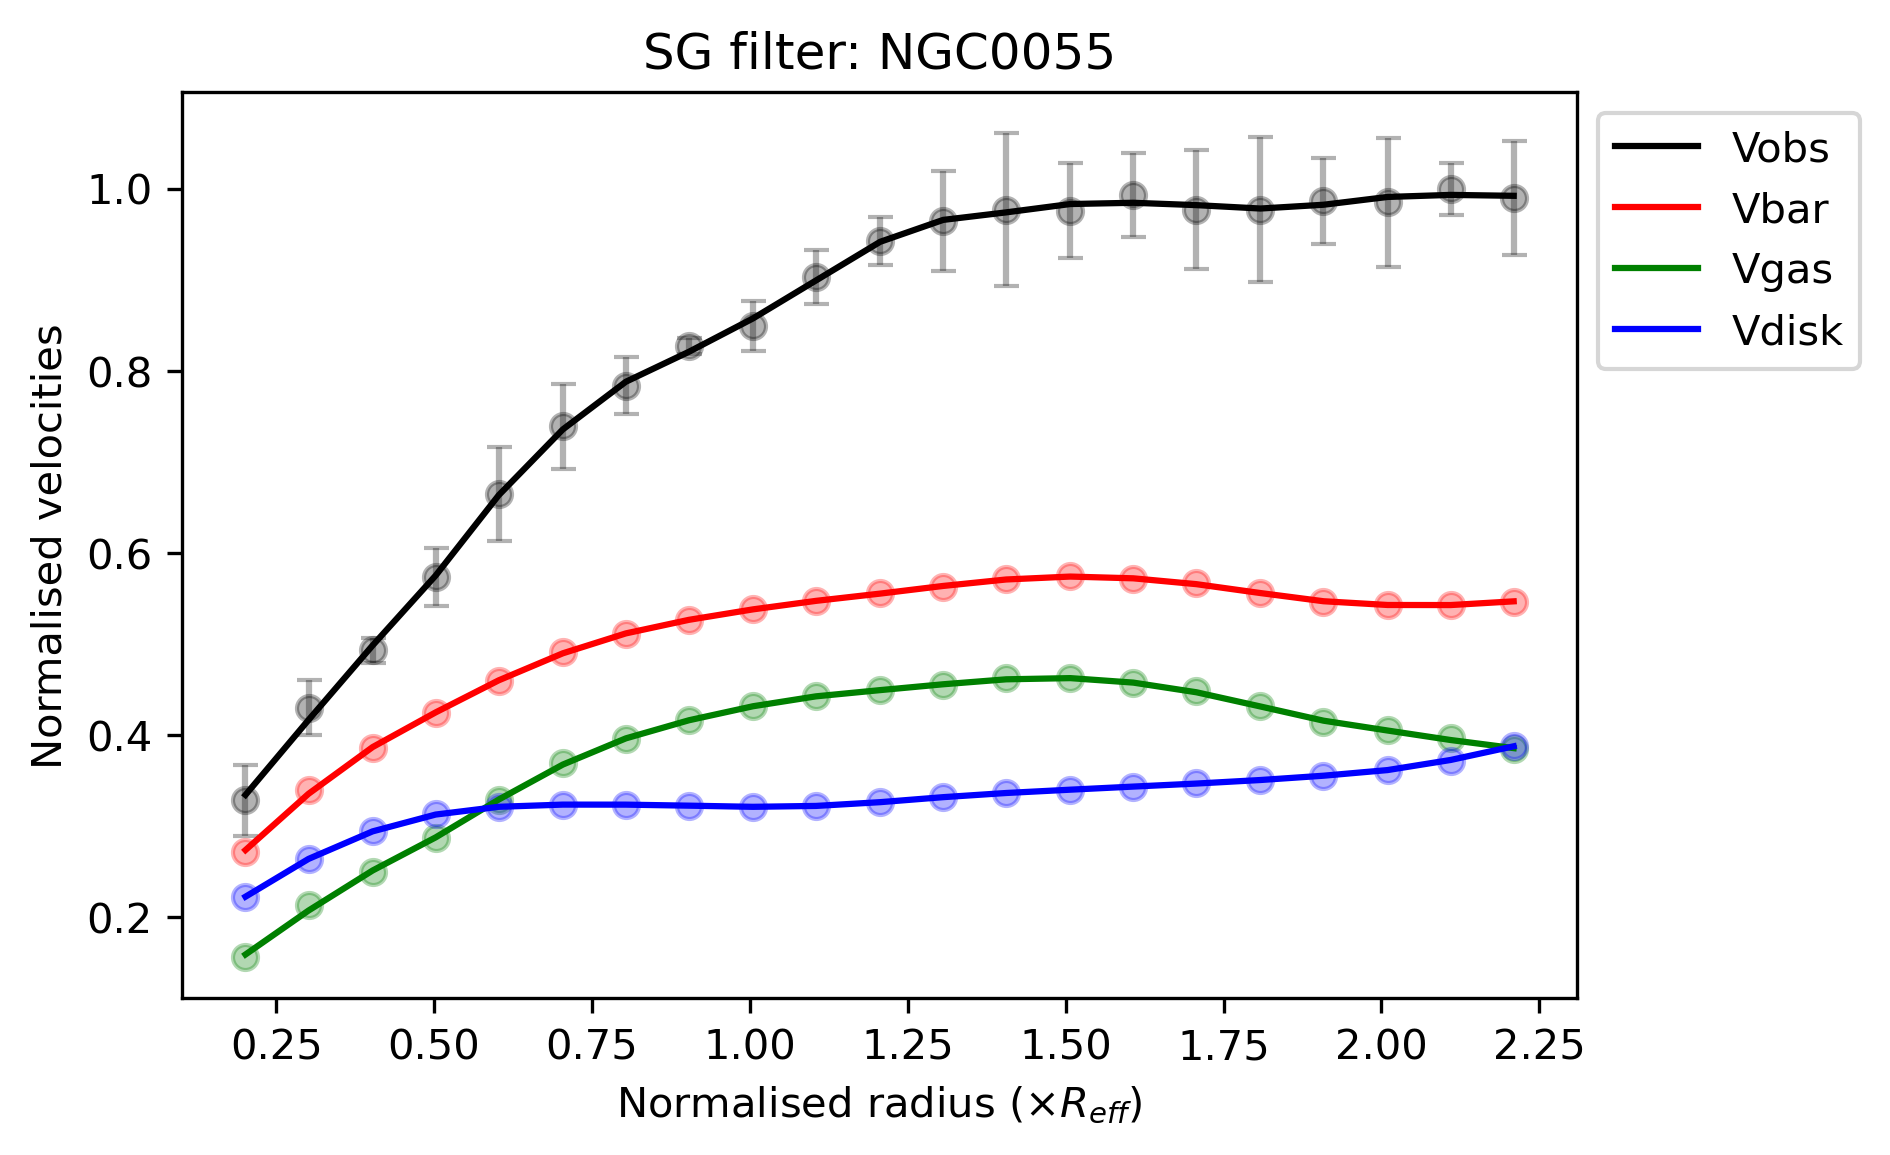 SG filter: NGC0055
Normalised velocities
1.0
0.8
0.6
0.4
0.2
0.25 0.50 0.75 1.00 1.25 1.50 1.75 2.00 2.25
Normalised radius (×R_eff)
Vobs
Vbar
Vgas
Vdisk